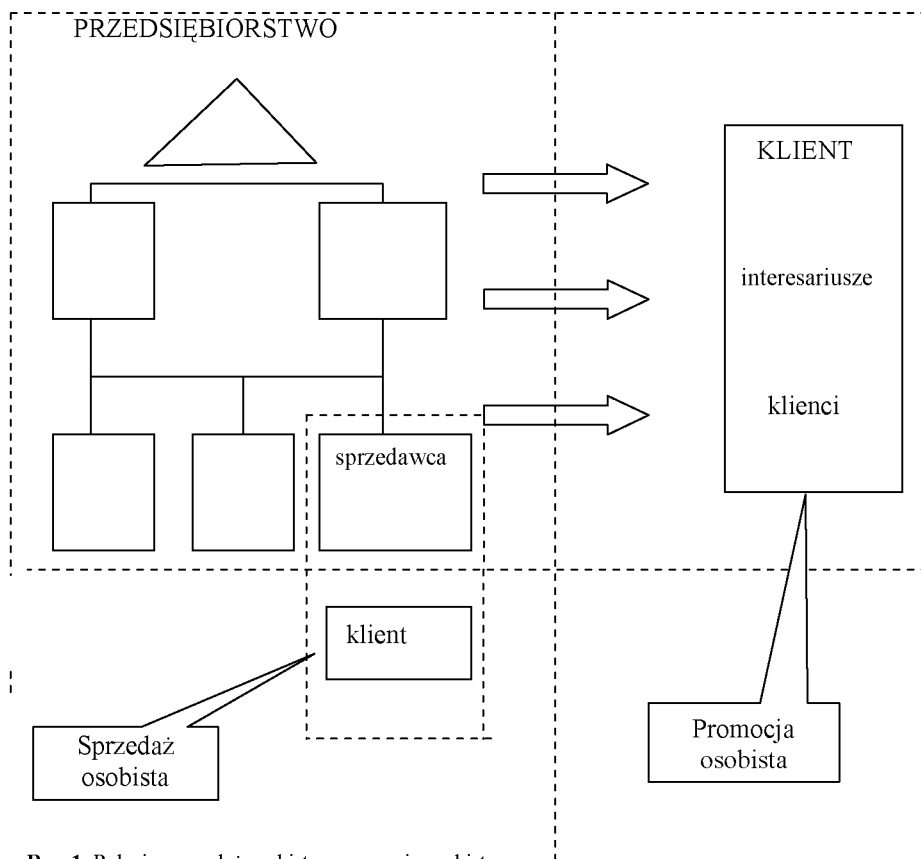 PRZEDSIĘBIORSTWO
KLIENT
interesariusze
klienci
sprzedawca
klient
Sprzedaż
osobista
Promocja
osobista